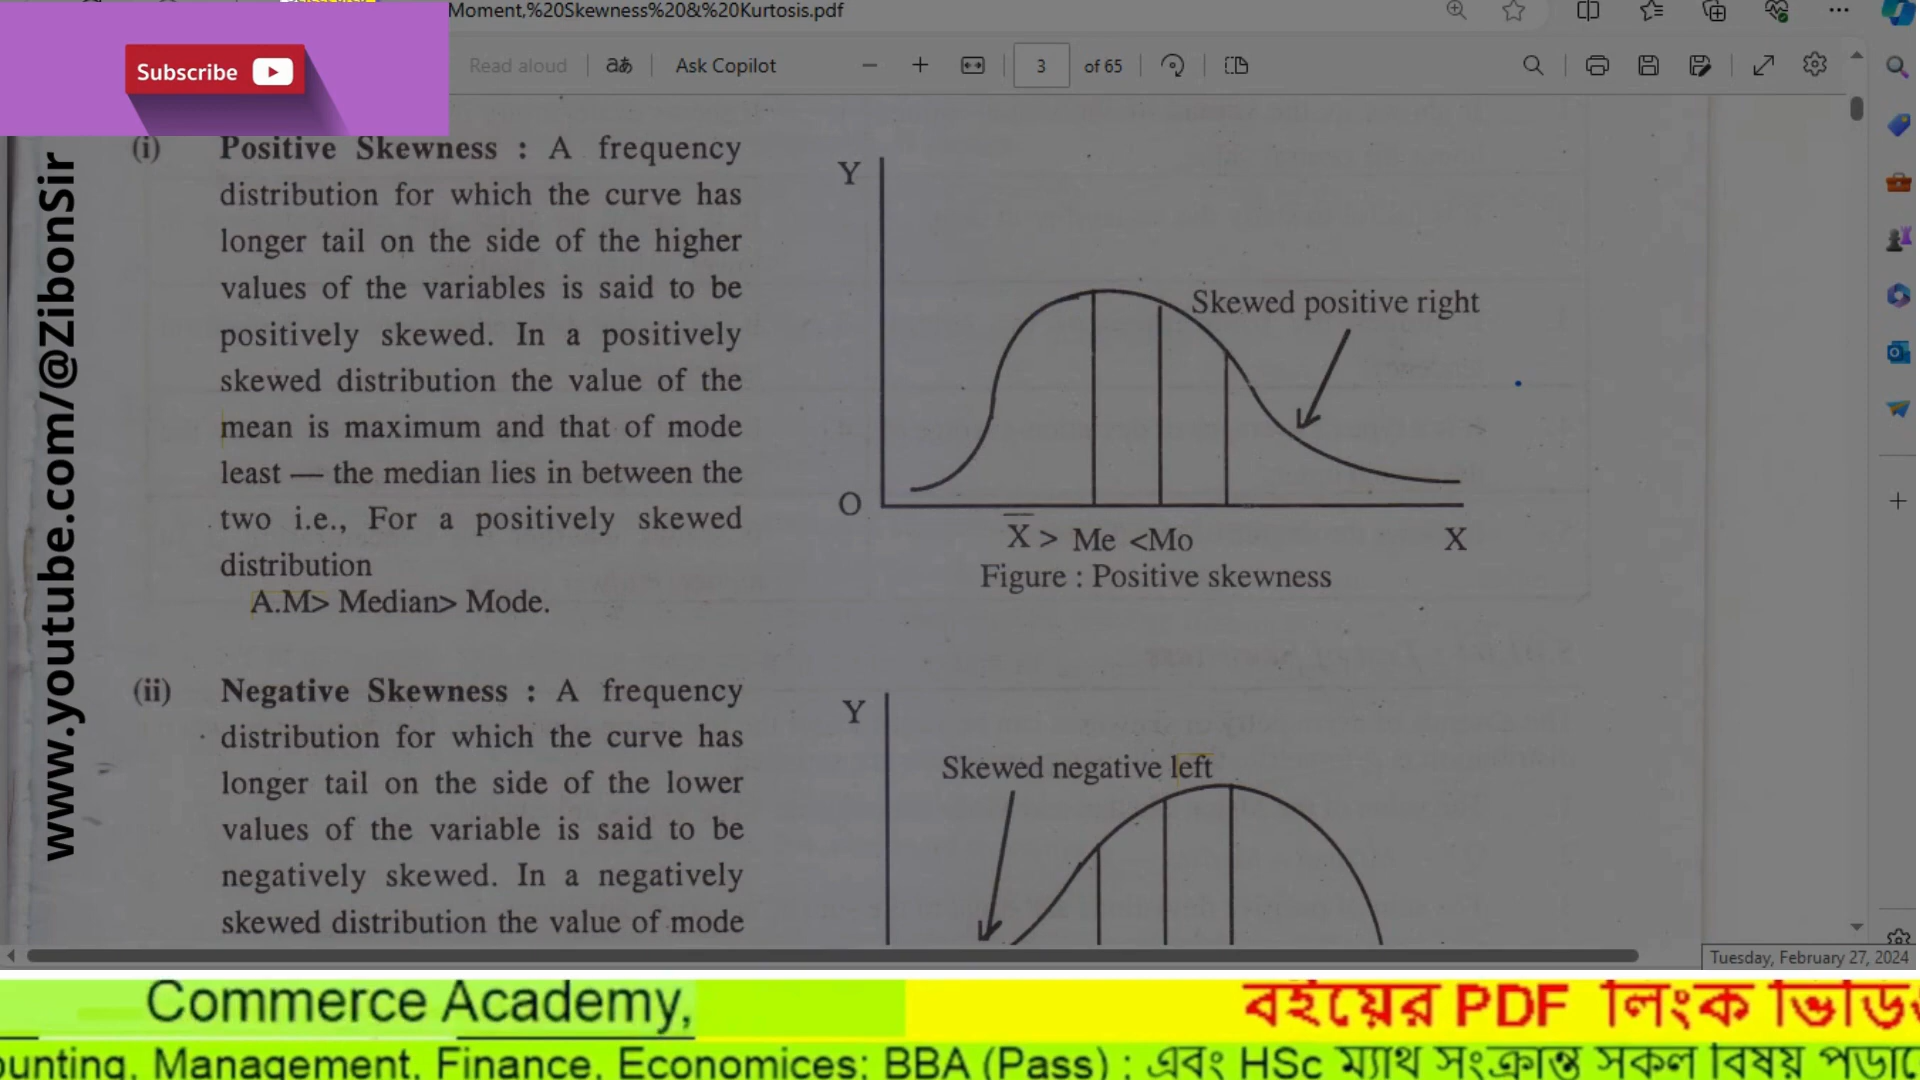 Moment,%20Skewness%20&%20Kurtosis.pdf
Subscribe
Read aloud
aあ
Ask Copilot
3
of 65
www.youtube.com/@zibonSir
(i) Positive Skewness : A frequency
distribution for which the curve has
longer tail on the side of the higher
values of the variables is said to be
positively skewed. In a positively
skewed distribution the value of the
mean is maximum and that of mode
least — the median lies in between the
two i.e., For a positively skewed
distribution
A.M> Median> Mode.
Y
Skewed positive right
O
X̅ > Me <Mo
X
Figure : Positive skewness
(ii) Negative Skewness : A frequency
distribution for which the curve has
longer tail on the side of the lower
values of the variable is said to be
negatively skewed. In a negatively
skewed distribution the value of mode
Y
Skewed negative left
Tuesday, February 27, 2024
Commerce Academy,
বইয়ের PDF লিংক
ounting, Management, Finance, Economices; BBA (Pass) ; এবং HSc ম্যাথ সংক্রান্ত সকল বিষয়